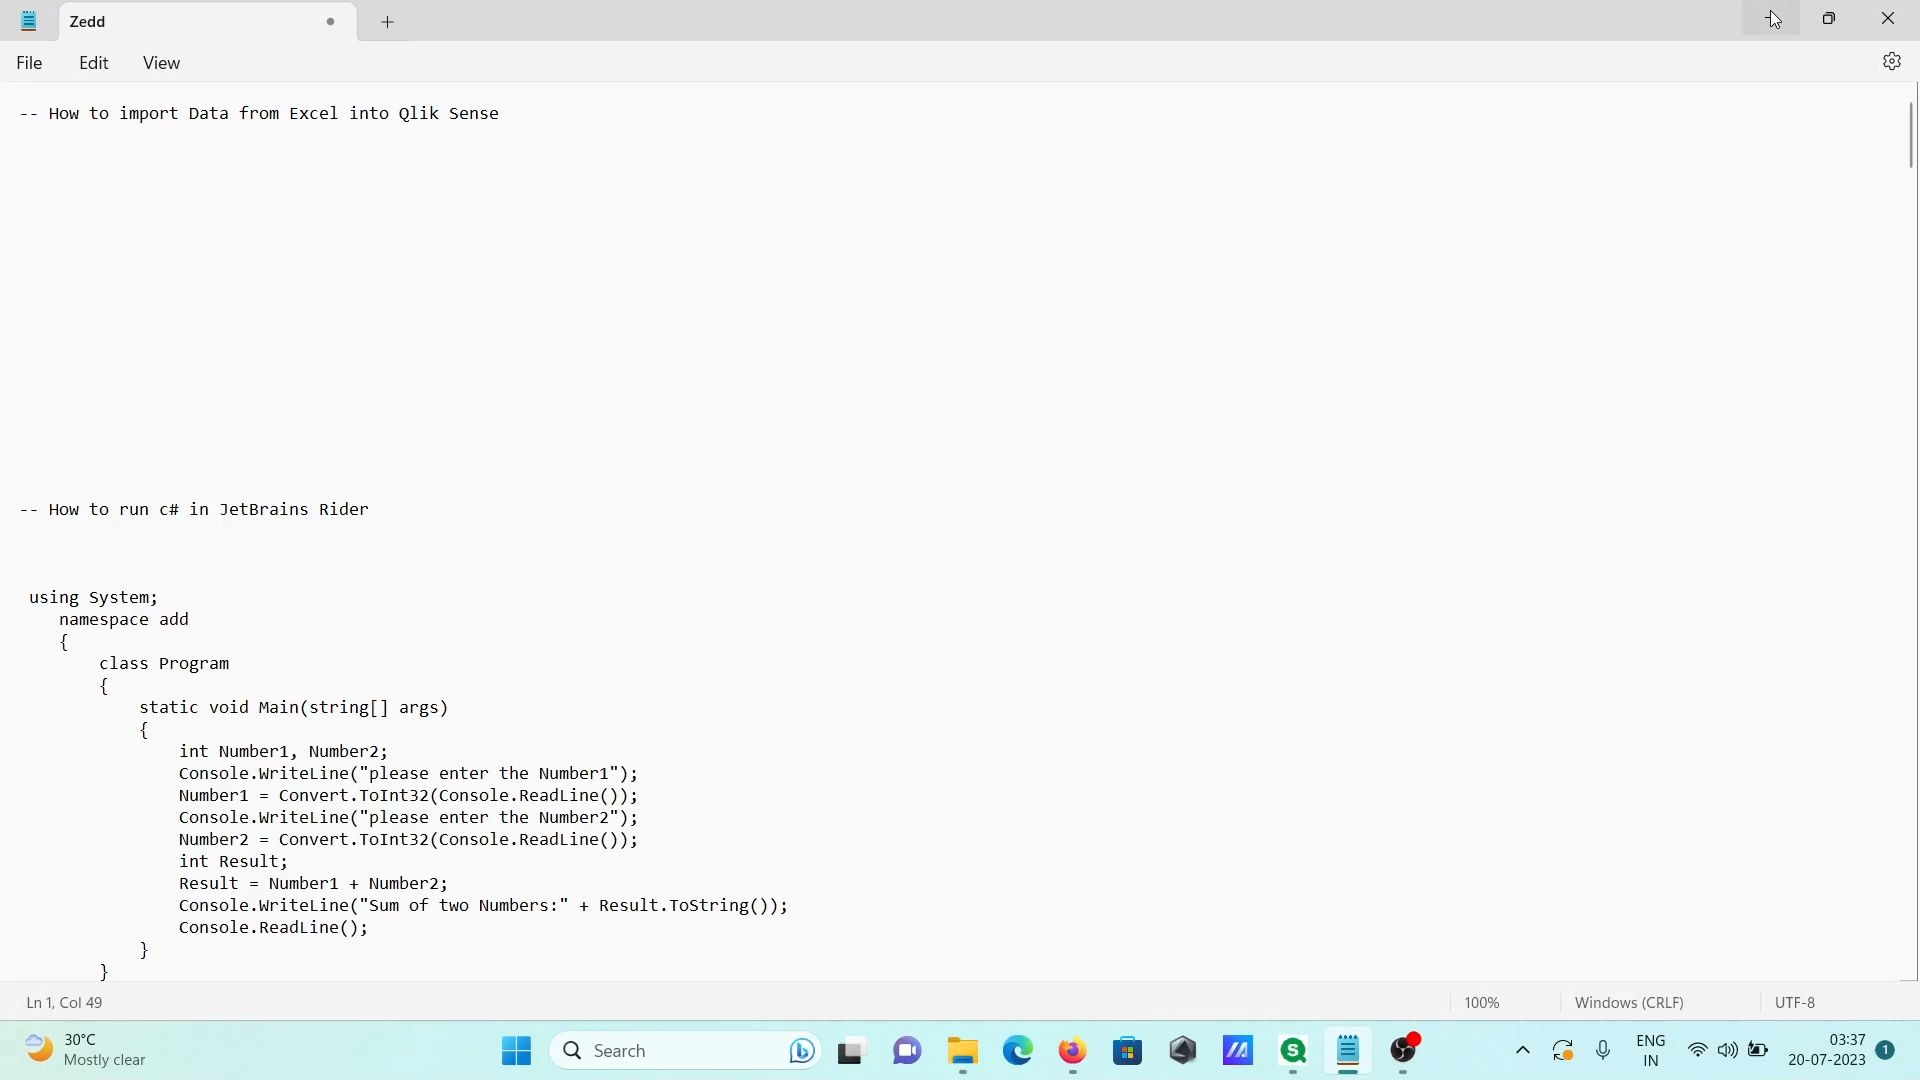 Zedd
File Edit View
-- How to import Data from Excel into Qlik Sense
-- How to run c# in JetBrains Rider
using System;
namespace add
{
class Program
{
static void Main(string[] args)
{
int Number1, Number2;
Console.WriteLine("please enter the Number1");
Number1 = Convert.ToInt32(Console.ReadLine());
Console.WriteLine("please enter the Number2");
Number2 = Convert.ToInt32(Console.ReadLine());
int Result;
Result = Number1 + Number2;
Console.WriteLine("Sum of two Numbers:" + Result.ToString());
Console.ReadLine();
}
}
Ln 1, Col 49 100% Windows (CRLF) UTF-8
30°C
Mostly clear
Search
ENG
IN
03:37
20-07-2023
1